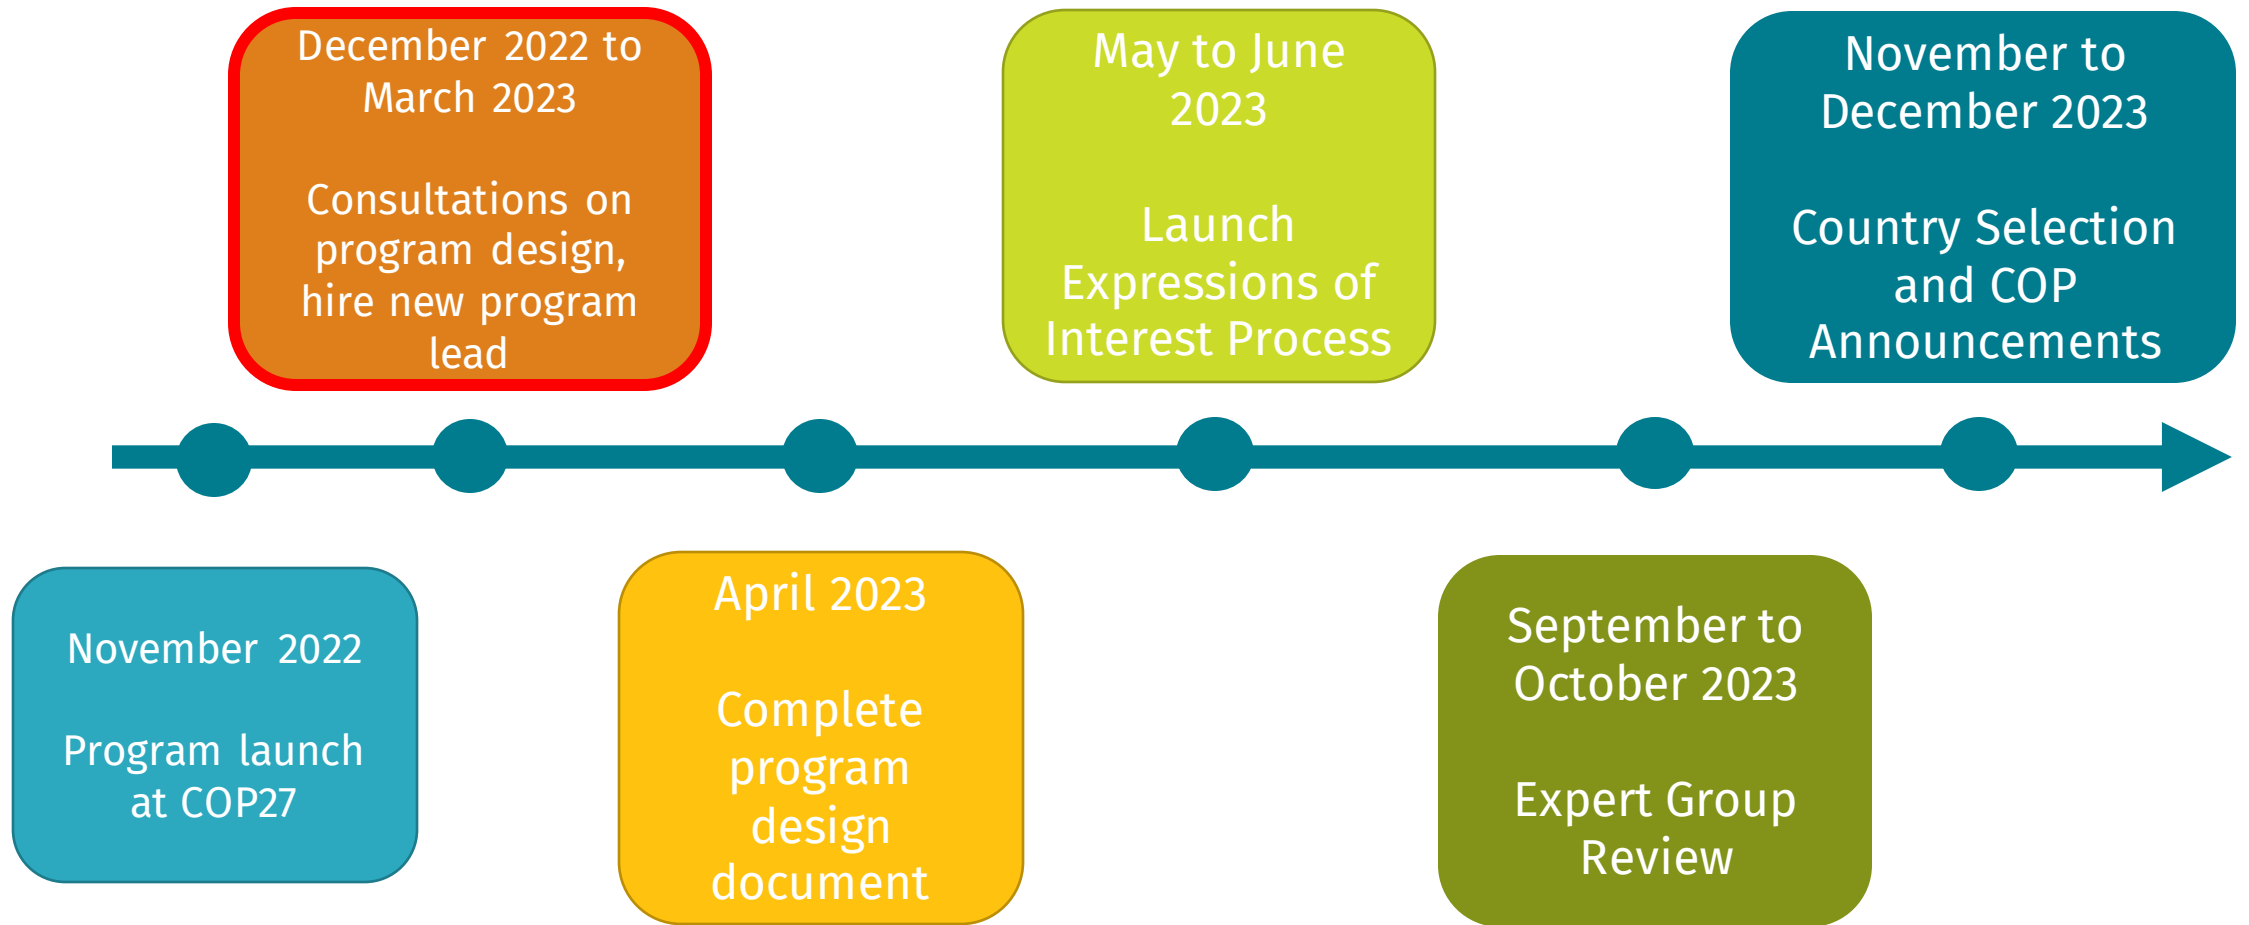 December 2022 to
March 2023
Consultations on
program design,
hire new program
lead
May to June
2023
Launch
Expressions of
Interest Process
November to
December 2023
Country Selection
and COP
Announcements
November 2022
Program launch
at COP27
April 2023
Complete
program
design
document
September to
October 2023
Expert Group
Review